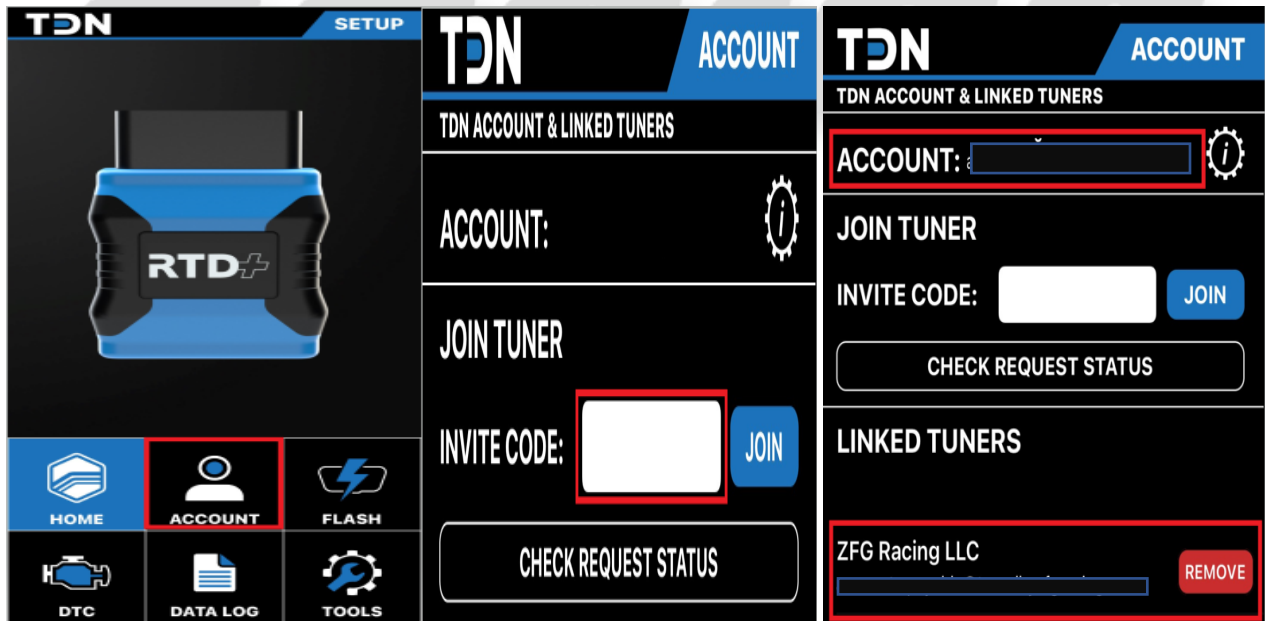 TDN
SETUP
RTD+
HOME
ACCOUNT
FLASH
DTC
DATA LOG
TOOLS
TDN
ACCOUNT
TDN ACCOUNT & LINKED TUNERS
ACCOUNT:
JOIN TUNER
INVITE CODE:
JOIN
CHECK REQUEST STATUS
TDN
ACCOUNT
TDN ACCOUNT & LINKED TUNERS
ACCOUNT:
JOIN TUNER
INVITE CODE:
JOIN
CHECK REQUEST STATUS
LINKED TUNERS
ZFG Racing LLC
REMOVE